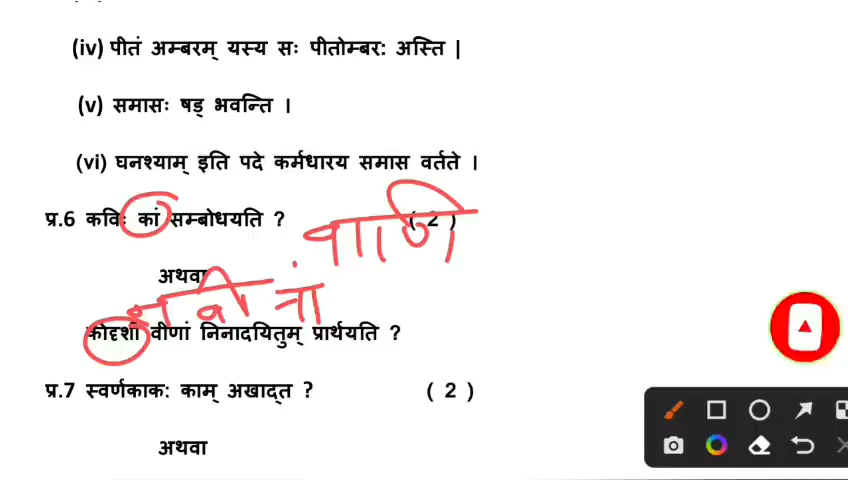 (iv) पीतं अम्बरम् यस्य सः पीतोम्बर: अस्ति |
(v) समासः षड् भवन्ति ।
(vi) घनश्याम् इति पदे कर्मधारय समास वर्तते ।
प्र.6 कविः कां सम्बोधयति ? ( 2 )
वाणि
अथवा
नवीनां
कीदृशीं वीणां निनादयितुम् प्रार्थयति ?
प्र.7 स्वर्णकाक: काम् अखादत् ? ( 2 )
अथवा